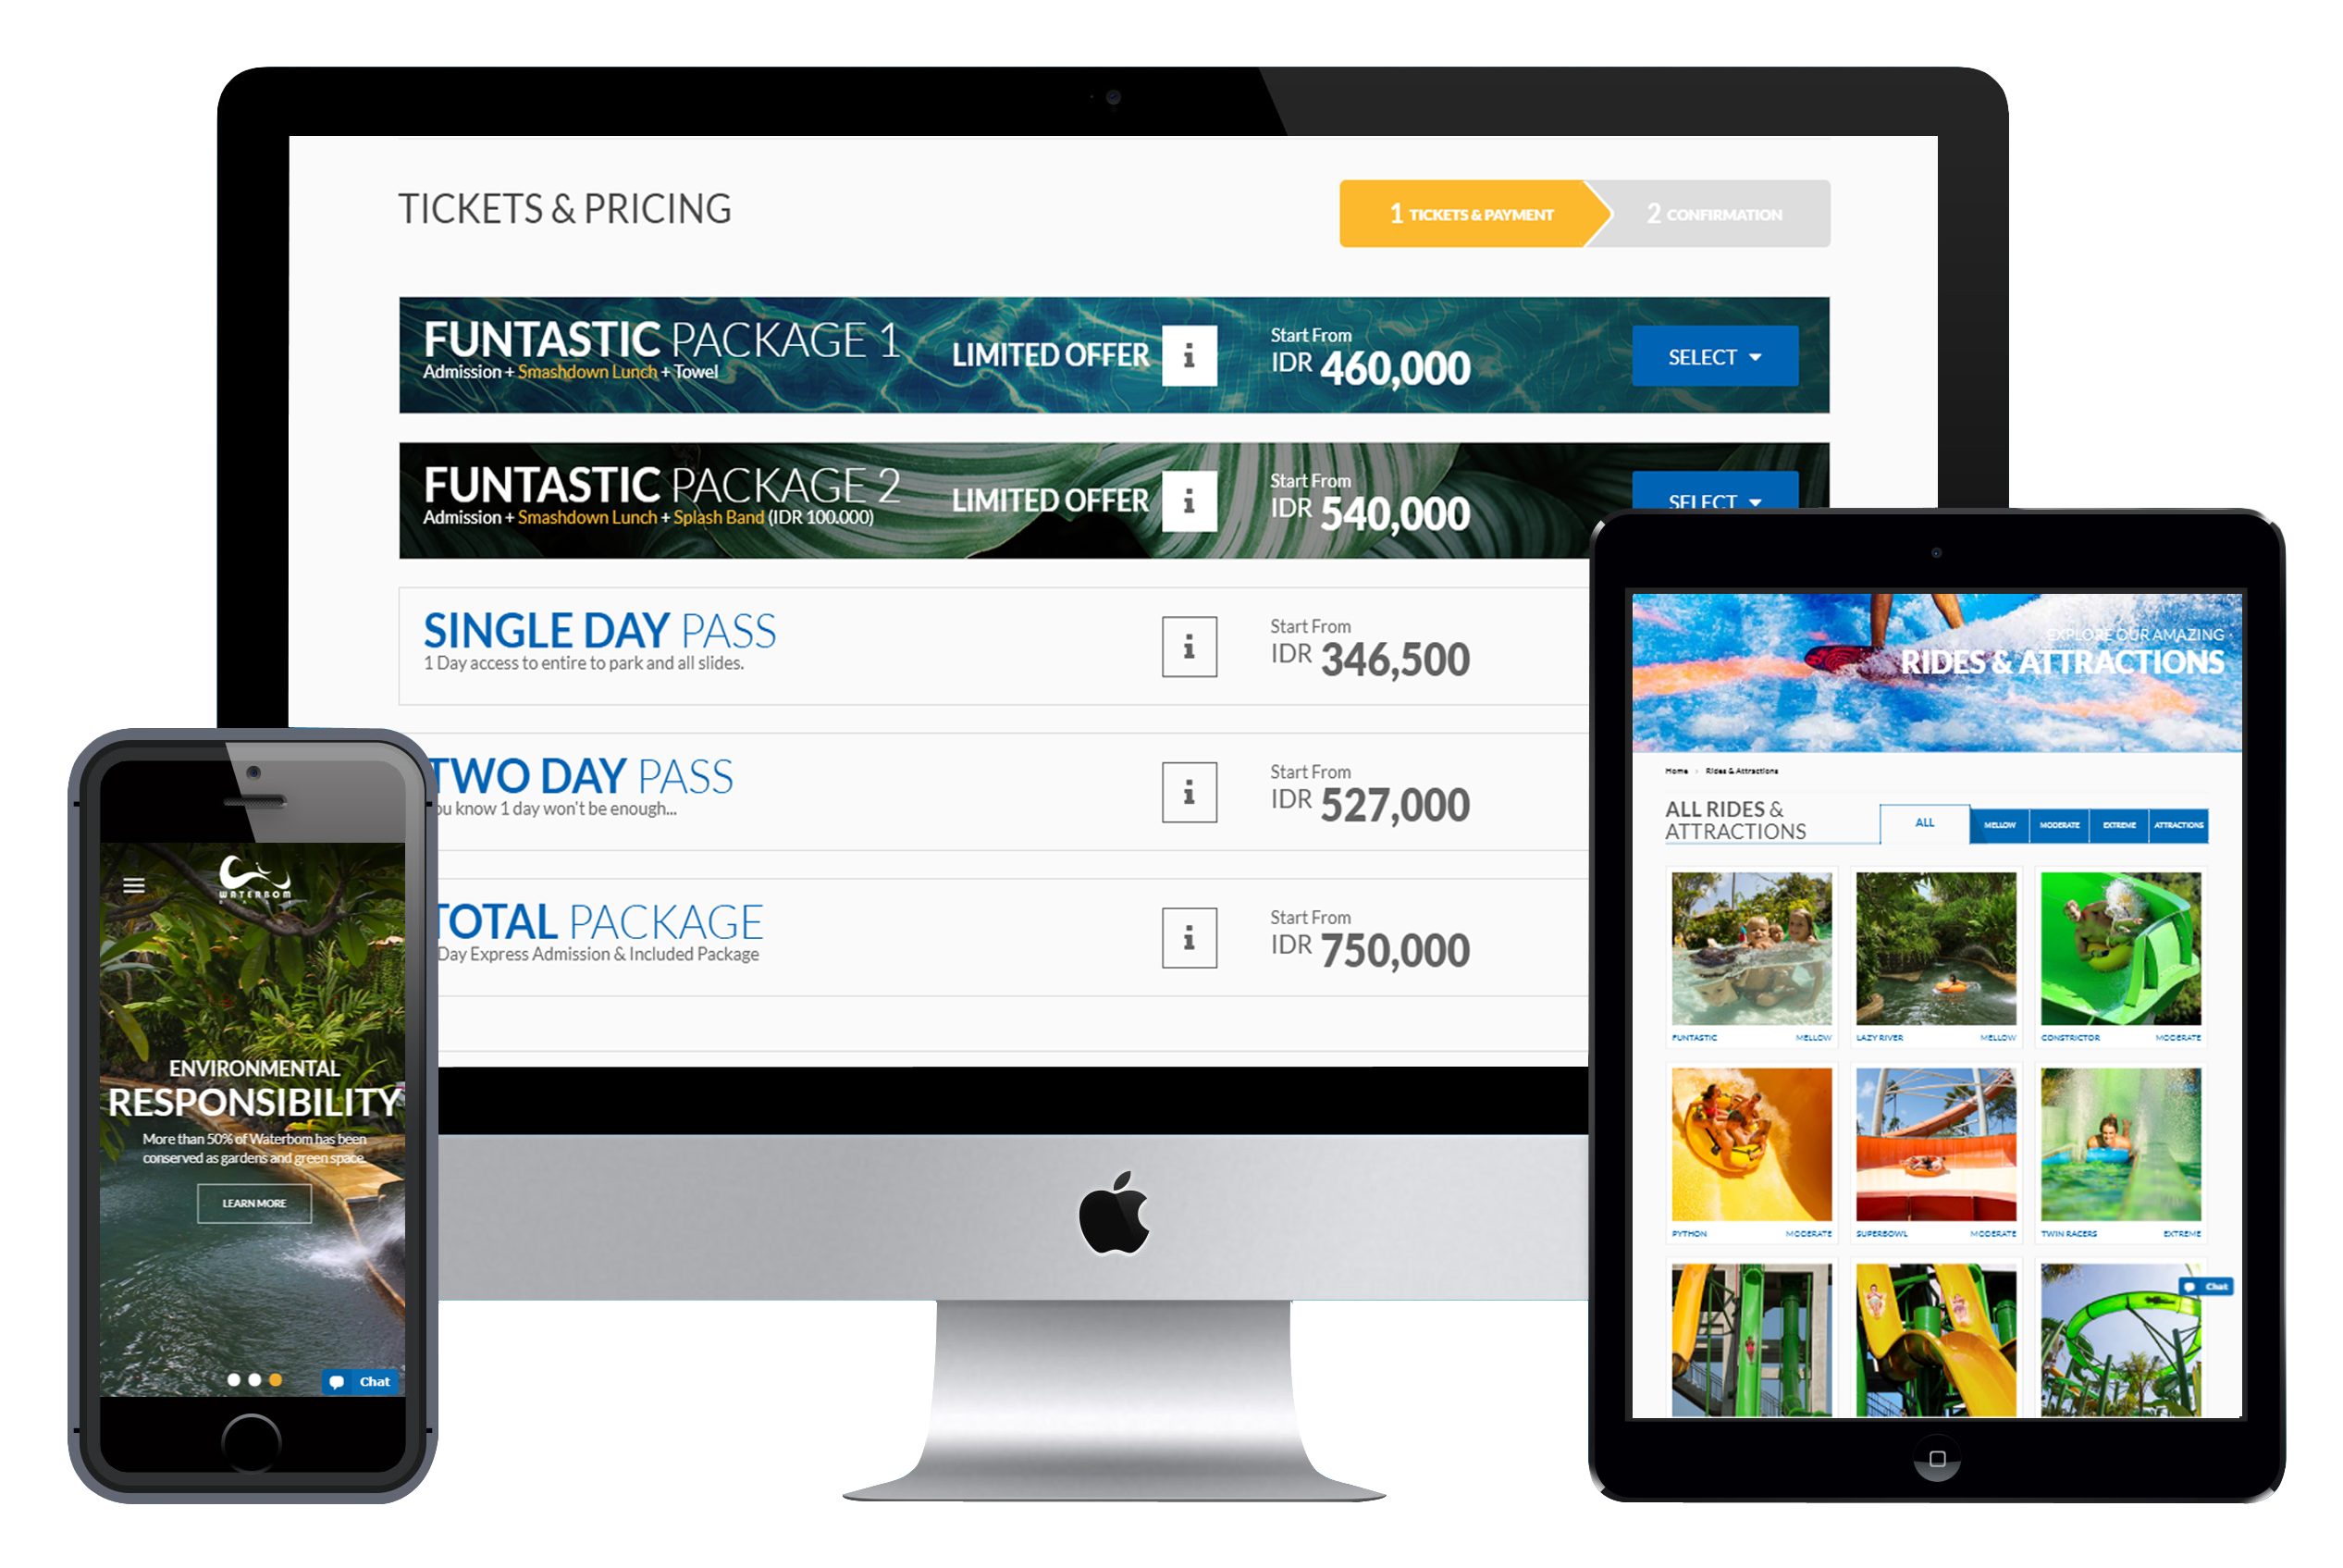 TICKETS & PRICING
1 TICKETS & PAYMENT
2 CONFIRMATION
FUNTASTIC PACKAGE 1
Admission + Smashdown Lunch + Towel
LIMITED OFFER
i
Start From
IDR 460,000
SELECT
FUNTASTIC PACKAGE 2
Admission + Smashdown Lunch + Splash Band (IDR 100.000)
LIMITED OFFER
i
Start From
IDR 540,000
SELECT
SINGLE DAY PASS
1 Day access to entire to park and all slides.
i
Start From
IDR 346,500
TWO DAY PASS
ou know 1 day won't be enough...
i
Start From
IDR 527,000
TOTAL PACKAGE
Day Express Admission & Included Package
i
Start From
IDR 750,000
WATERBOM
ENVIRONMENTAL
RESPONSIBILITY
More than 50% of Waterbom has been
conserved as gardens and green space.
LEARN MORE
Chat
EXPLORE OUR AMAZING
RIDES & ATTRACTIONS
Home > Rides & Attractions
ALL RIDES &
ATTRACTIONS
ALL
MELLOW
MODERATE
EXTREME
ATTRACTIONS
FUNTASTIC MELLOW
LAZY RIVER MELLOW
CONSTRICTOR MODERATE
PYTHON MODERATE
SUPERBOWL MODERATE
TWIN RACERS EXTREME
Chat